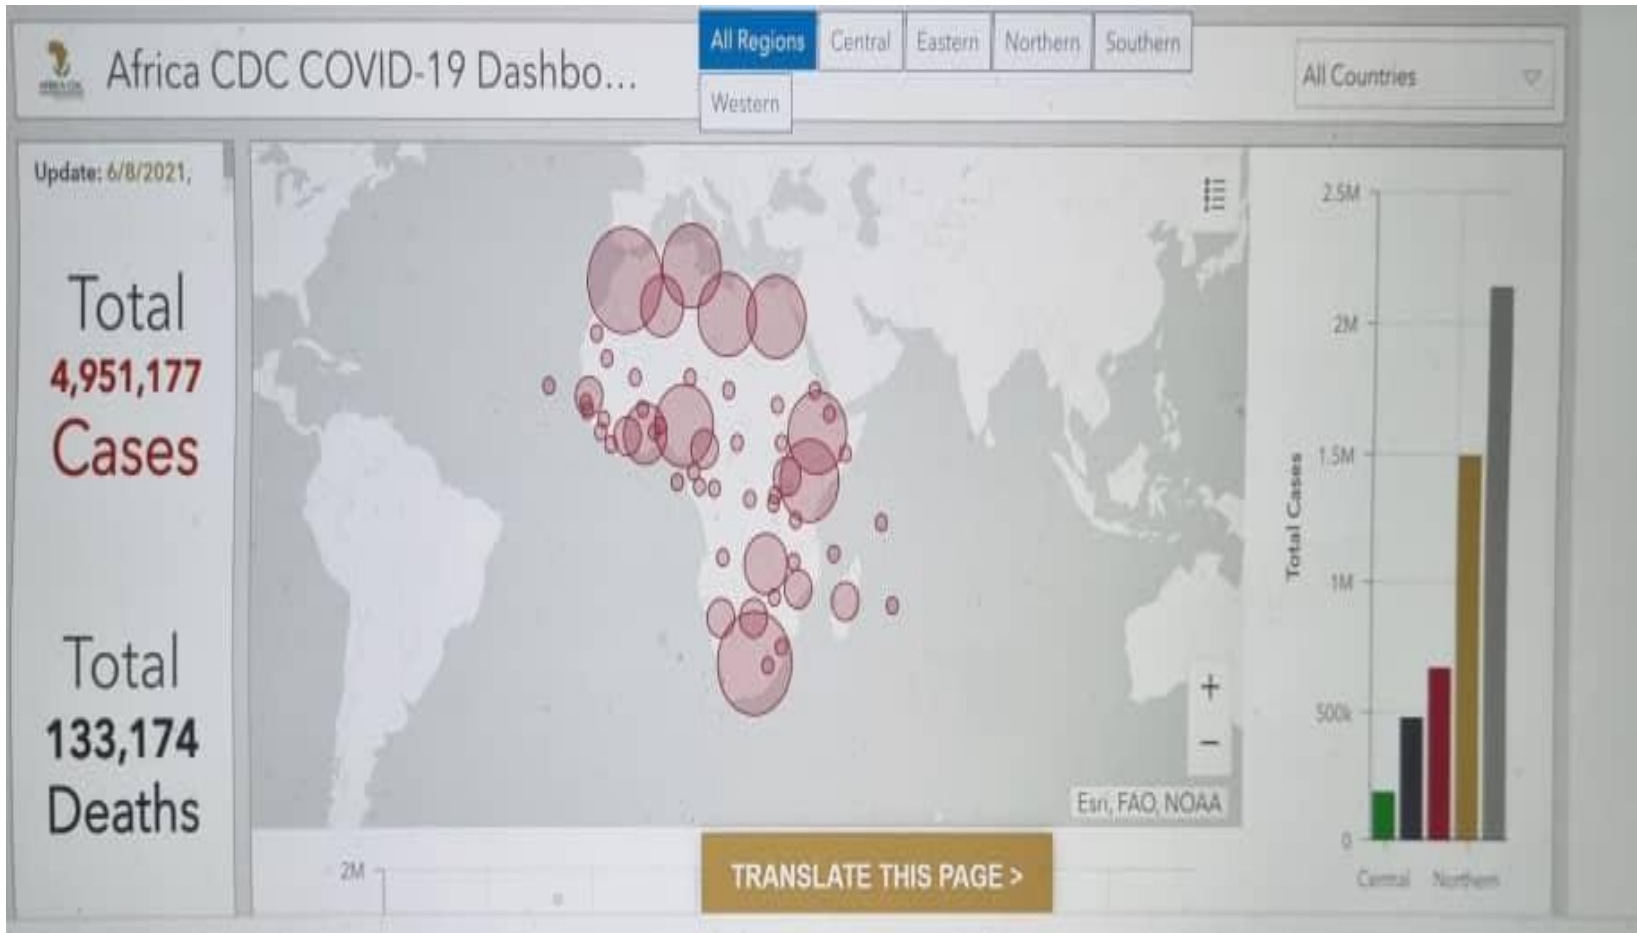 Africa CDC COVID-19 Dashbo...
All Regions
Central
Eastern
Northern
Southern
Western
All Countries
Update: 6/8/2021,
Total
4,951,177
Cases
Total
133,174
Deaths
Esri, FAO, NOAA
2.5M
2M
1.5M
1M
500k
0
Total Cases
Central
Northern
2M
TRANSLATE THIS PAGE >